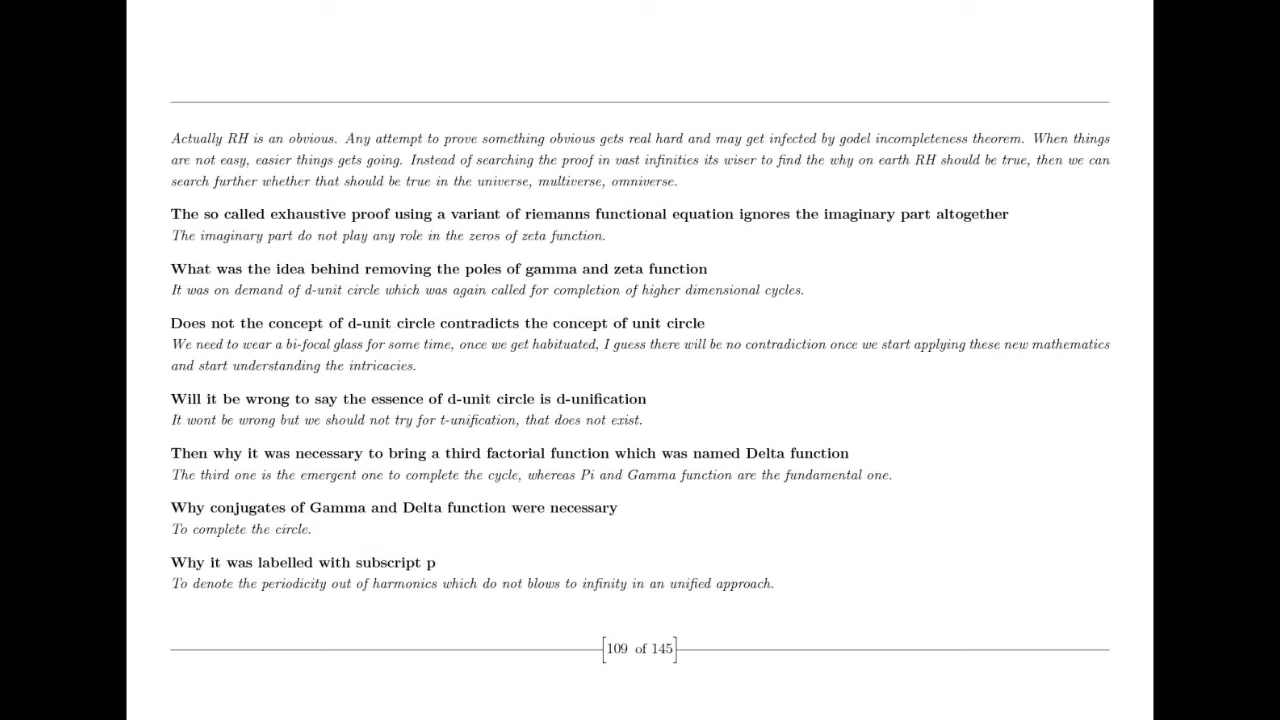 Actually RH is an obvious. Any attempt to prove something obvious gets real hard and may get infected by godel incompleteness theorem. When things
are not easy, easier things gets going. Instead of searching the proof in vast infinities its wiser to find the why on earth RH should be true, then we can
search further whether that should be true in the universe, multiverse, omniverse.
The so called exhaustive proof using a variant of riemanns functional equation ignores the imaginary part altogether
The imaginary part do not play any role in the zeros of zeta function.
What was the idea behind removing the poles of gamma and zeta function
It was on demand of d-unit circle which was again called for completion of higher dimensional cycles.
Does not the concept of d-unit circle contradicts the concept of unit circle
We need to wear a bi-focal glass for some time, once we get habituated, I guess there will be no contradiction once we start applying these new mathematics
and start understanding the intricacies.
Will it be wrong to say the essence of d-unit circle is d-unification
It wont be wrong but we should not try for t-unification, that does not exist.
Then why it was necessary to bring a third factorial function which was named Delta function
The third one is the emergent one to complete the cycle, whereas Pi and Gamma function are the fundamental one.
Why conjugates of Gamma and Delta function were necessary
To complete the circle.
Why it was labelled with subscript p
To denote the periodicity out of harmonics which do not blows to infinity in an unified approach.
[109 of 145]